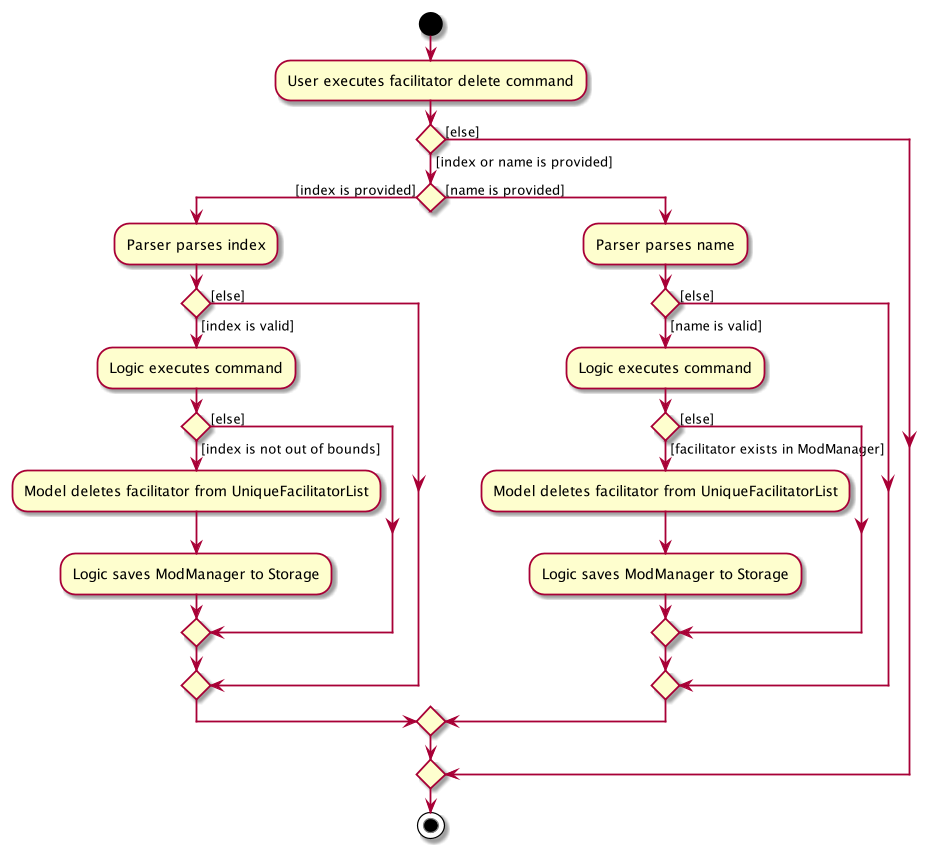 User executes facilitator delete command
[else]
[index or name is provided]
[index is provided]
[name is provided]
Parser parses index
Parser parses name
[else]
[else]
[index is valid]
[name is valid]
Logic executes command
Logic executes command
[else]
[else]
[index is not out of bounds]
[facilitator exists in ModManager]
Model deletes facilitator from UniqueFacilitatorList
Model deletes facilitator from UniqueFacilitatorList
Logic saves ModManager to Storage
Logic saves ModManager to Storage